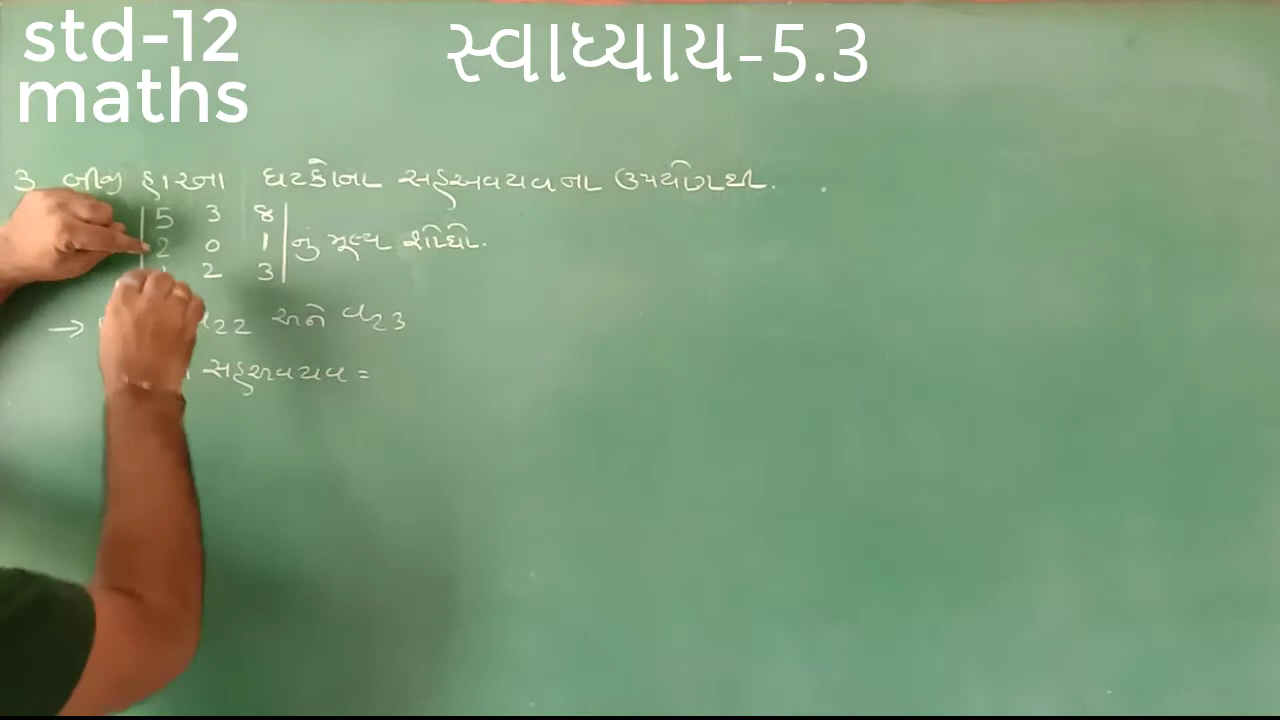 std-12
maths
સ્વાધ્યાય-5.3
3 બીજી હારના ઘટકોના સહઅવયવના ઉપયોગથી.
5 3 8
2 0 1 નું મૂલ્ય શોધો.
2 3
→ 22 અને a23
સહઅવયવ =